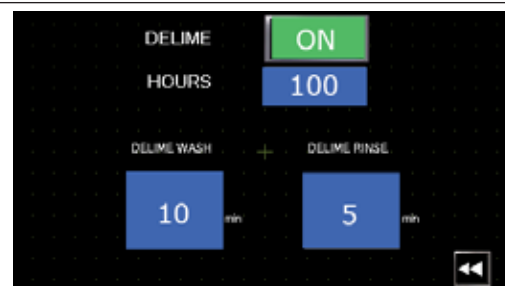 DELIME ON
HOURS 100
DELIME WASH DELIME RINSE
10 min 5 min